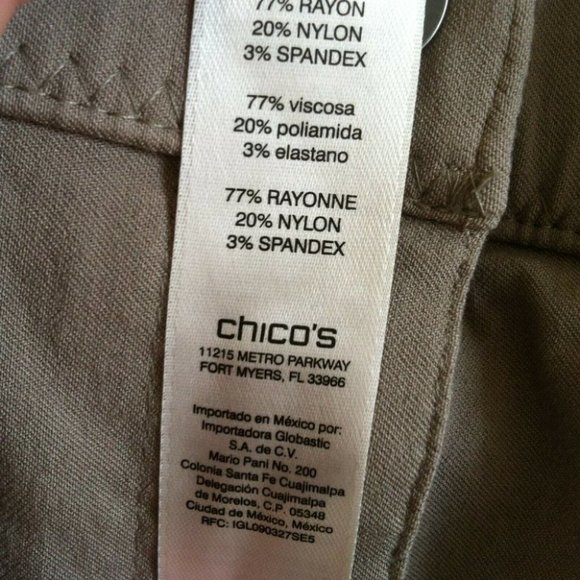 77% RAYON
20% NYLON
3% SPANDEX
77% viscosa
20% poliamida
3% elastano
77% RAYONNE
20% NYLON
3% SPANDEX
chico's
11215 METRO PARKWAY
FORT MYERS, FL 33966
Importado en México por:
Importadora Globastic
S.A. de C.V.
Mario Pani No. 200
Colonia Santa Fe Cuajimalpa
Delegación Cuajimalpa
de Morelos, C.P. 05348
Ciudad de México, México
RFC: IGL090327SE5